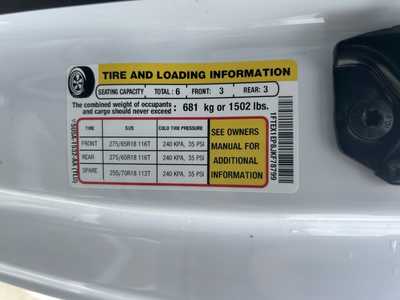 TIRE AND LOADING INFORMATION
SEATING CAPACITY TOTAL: 6 FRONT: 3 REAR: 3
The combined weight of occupants
and cargo should never exceed: 681 kg or 1502 lbs.
TIRE SIZE COLD TIRE PRESSURE
FRONT 275/65R18 116T 240 KPA, 35 PSI
REAR 275/65R18 116T 240 KPA, 35 PSI
SPARE 255/70R18 113T 240 KPA, 35 PSI
SEE OWNERS
MANUAL FOR
ADDITIONAL
INFORMATION